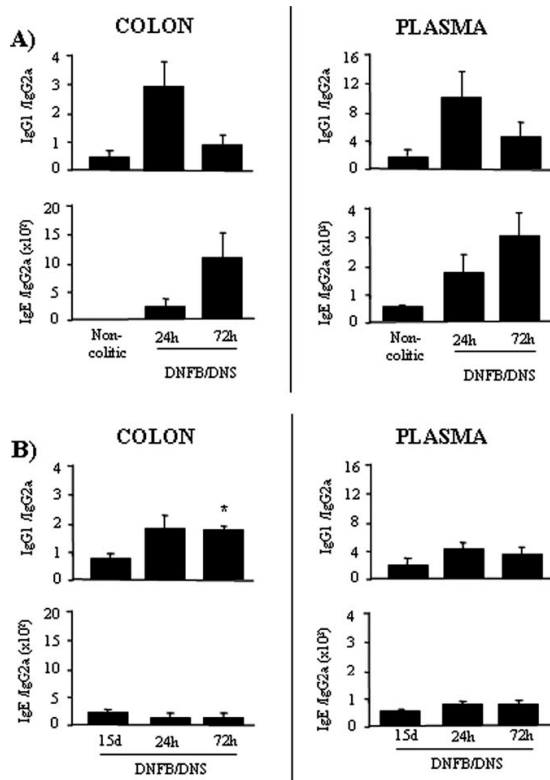 A)
COLON
PLASMA
IgG1 /IgG2a
4
3
2
1
0
IgG1 /IgG2a
16
12
8
4
0
IgE /IgG2a (x10²)
20
15
10
5
0
IgE /IgG2a (x10²)
4
3
2
1
0
Non-
colitic
24h
72h
DNFB/DNS
Non-
colitic
24h
72h
DNFB/DNS
B)
COLON
PLASMA
IgG1 /IgG2a
4
3
2
1
0
*
IgG1 /IgG2a
16
12
8
4
0
IgE /IgG2a (x10²)
20
15
10
5
0
IgE /IgG2a (x10²)
4
3
2
1
0
15d
24h
72h
DNFB/DNS
15d
24h
72h
DNFB/DNS